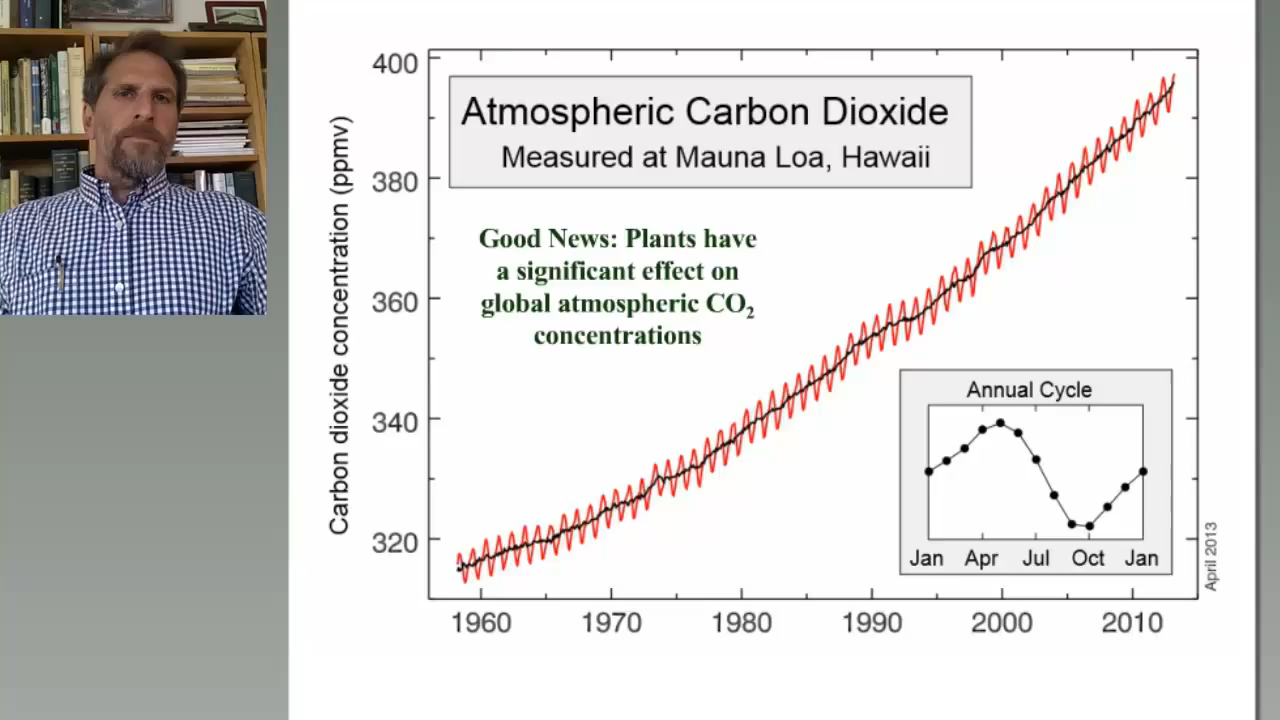 400
380
360
340
320
Carbon dioxide concentration (ppmv)
Atmospheric Carbon Dioxide
Measured at Mauna Loa, Hawaii
Good News: Plants have
a significant effect on
global atmospheric CO₂
concentrations
Annual Cycle
Jan Apr Jul Oct Jan
April 2013
1960 1970 1980 1990 2000 2010